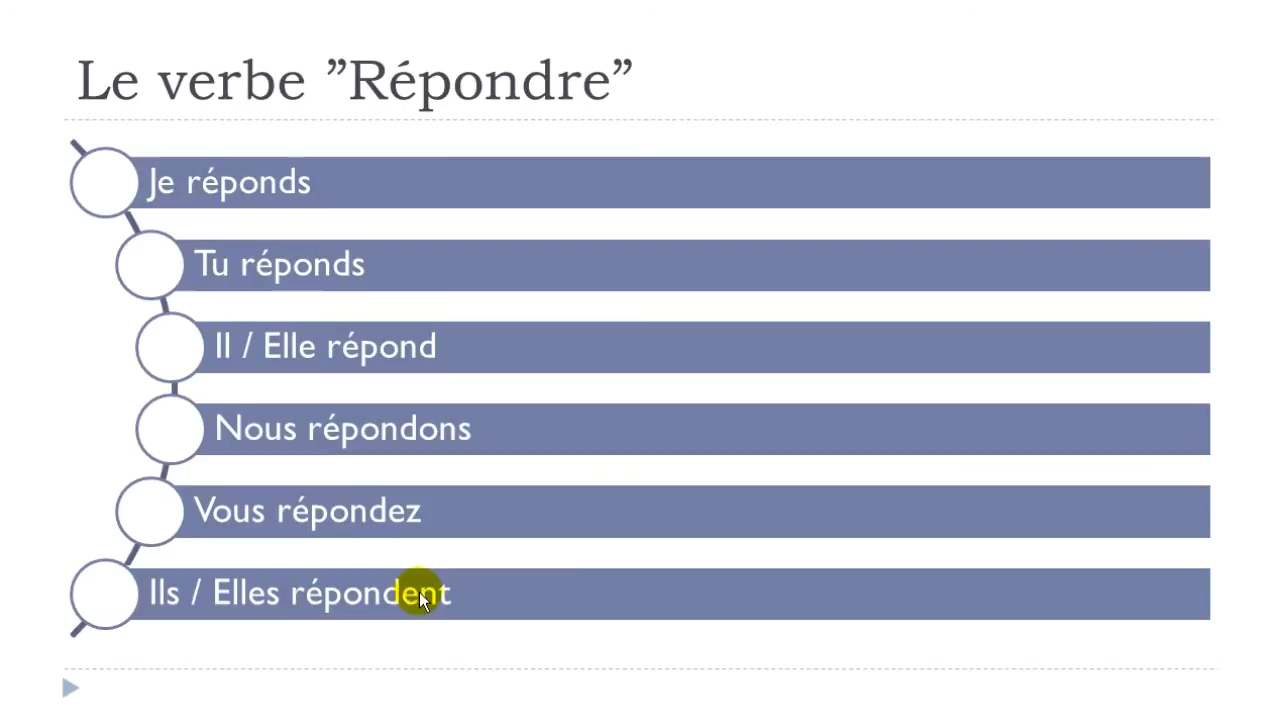 Le verbe ”Répondre”
Je réponds
Tu réponds
Il / Elle répond
Nous répondons
Vous répondez
Ils / Elles répondent